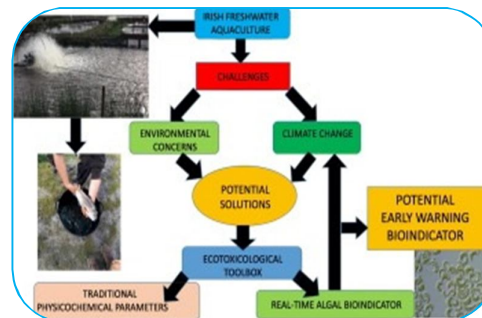 IRISH FRESHWATER
AQUACULTURE
CHALLENGES
ENVIRONMENTAL
CONCERNS
CLIMATE CHANGE
POTENTIAL
SOLUTIONS
POTENTIAL
EARLY WARNING
BIOINDICATOR
ECOTOXICOLOGICAL
TOOLBOX
TRADITIONAL
PHYSICOCHEMICAL PARAMETERS
REAL-TIME ALGAL BIOINDICATOR